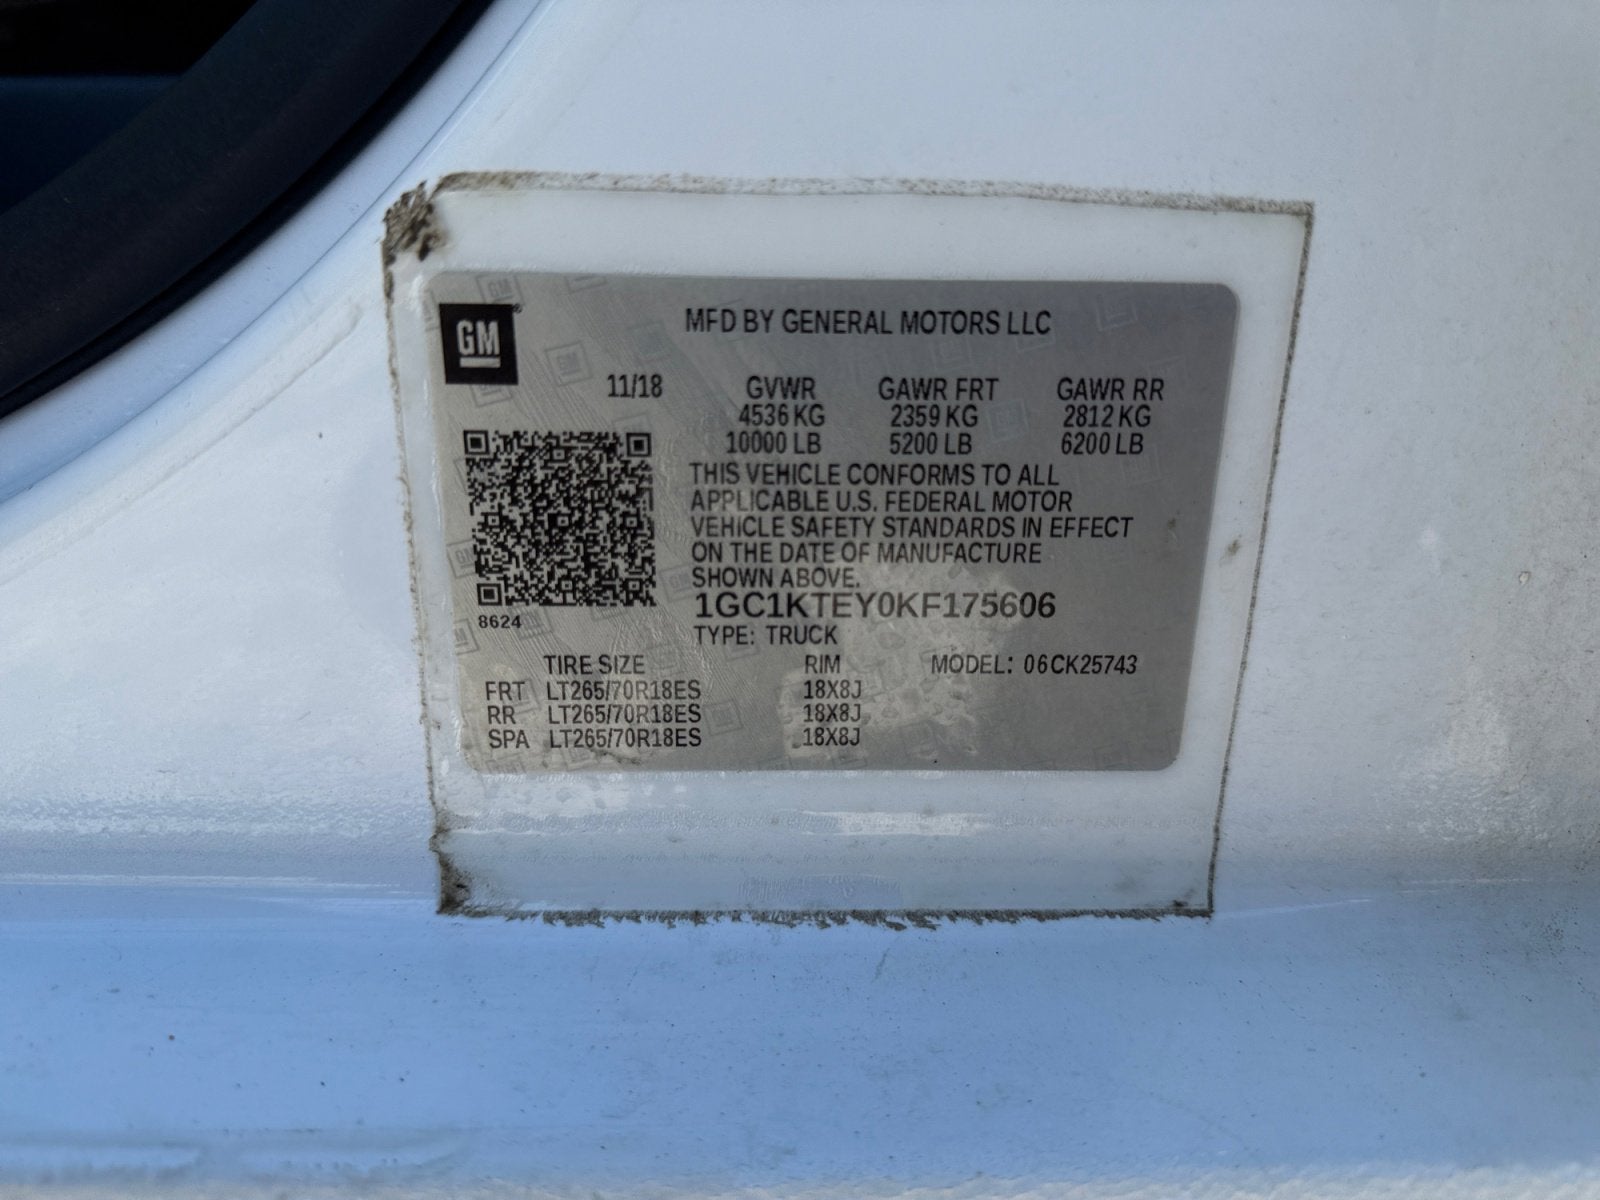 GM
MFD BY GENERAL MOTORS LLC
11/18 GVWR GAWR FRT GAWR RR
4536 KG 2359 KG 2812 KG
10000 LB 5200 LB 6200 LB
THIS VEHICLE CONFORMS TO ALL
APPLICABLE U.S. FEDERAL MOTOR
VEHICLE SAFETY STANDARDS IN EFFECT
ON THE DATE OF MANUFACTURE
SHOWN ABOVE.
1GC1KTEY0KF175606
8624
TYPE: TRUCK
TIRE SIZE RIM MODEL: 06CK25743
FRT LT265/70R18ES 18X8J
RR LT265/70R18ES 18X8J
SPA LT265/70R18ES 18X8J